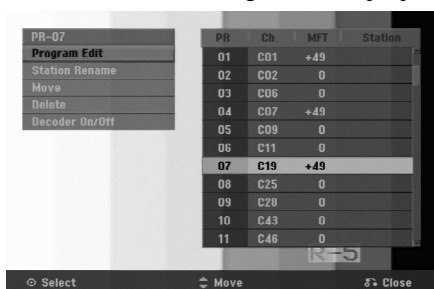 PR-07
Program Edit
Station Rename
Move
Delete
Decoder On/Off
PR Ch. MFT Station
01 C01 +49
02 C02 0
03 C06 0
04 C07 +49
05 C09 0
06 C11 0
07 C19 +49
08 C25 0
09 C28 0
10 C43 0
11 C46 0
R-5
Select Move Close